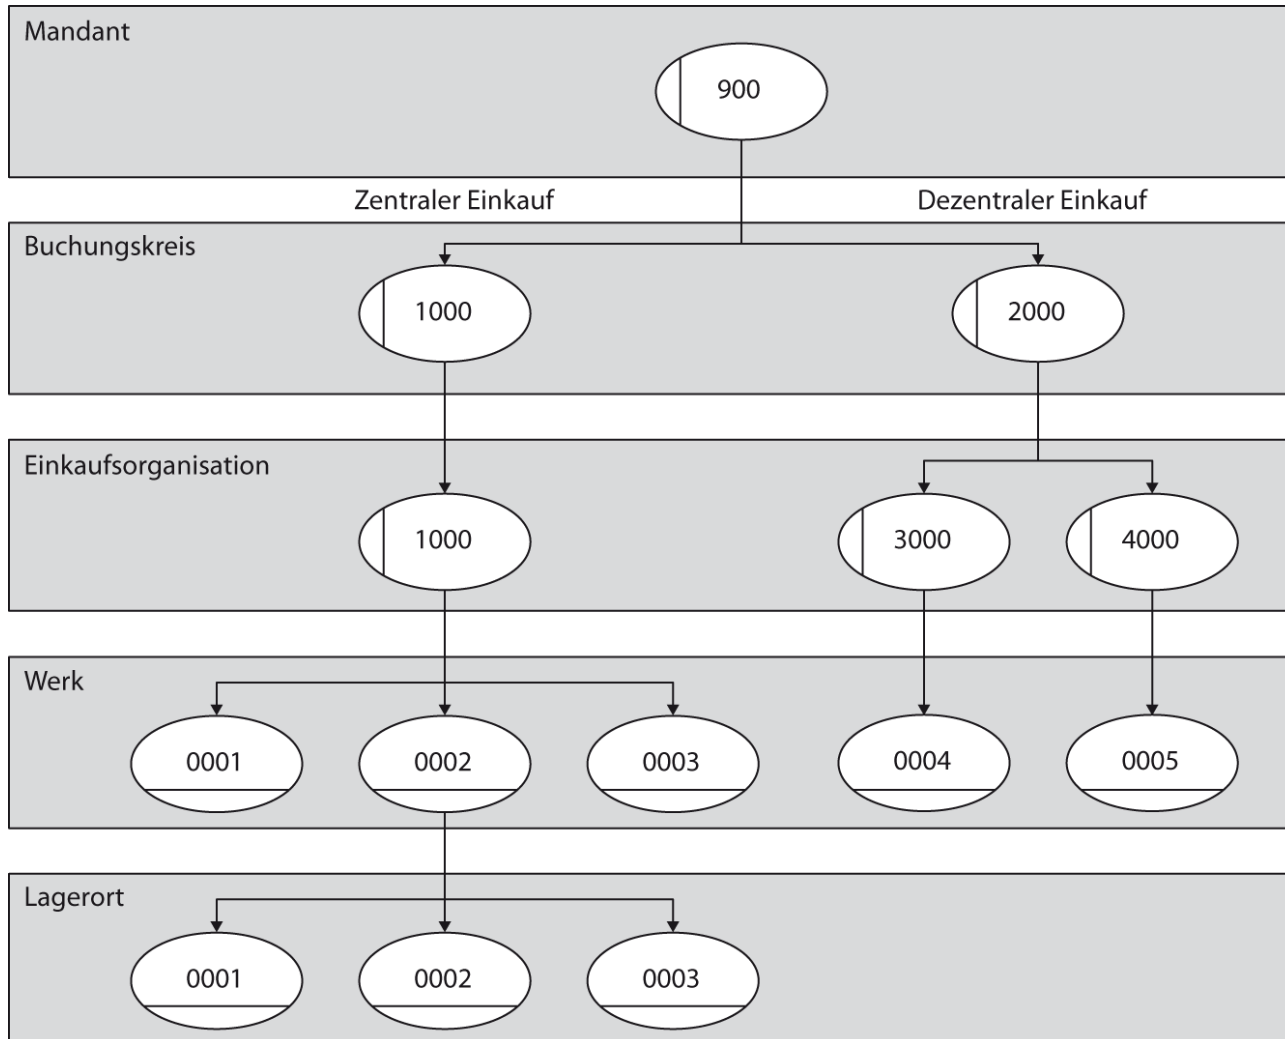 Mandant
900
Zentraler Einkauf
Dezentraler Einkauf
Buchungskreis
1000
2000
Einkaufsorganisation
1000
3000
4000
Werk
0001
0002
0003
0004
0005
Lagerort
0001
0002
0003